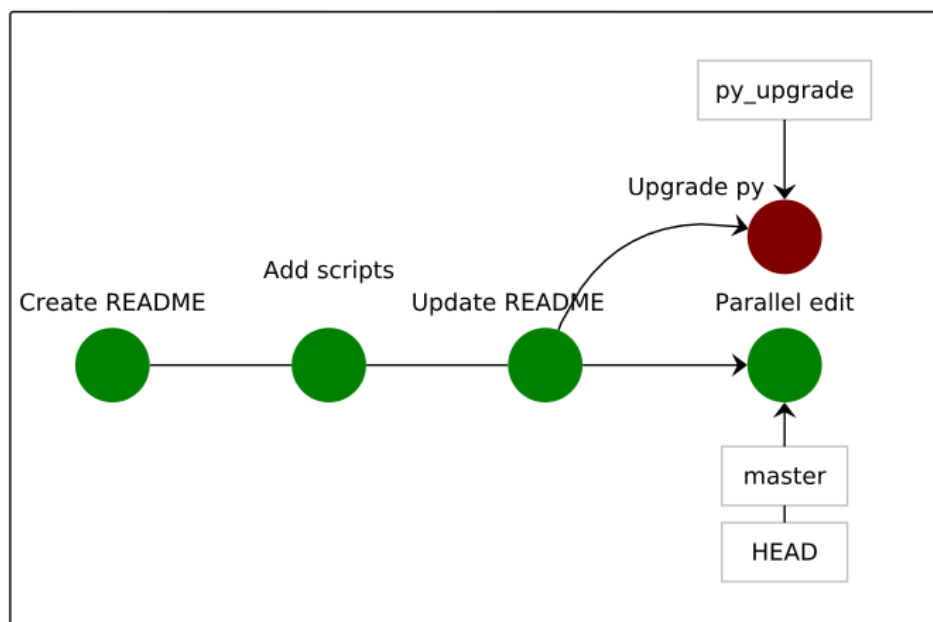 py_upgrade
Upgrade py
Add scripts
Create README
Update README
Parallel edit
master
HEAD